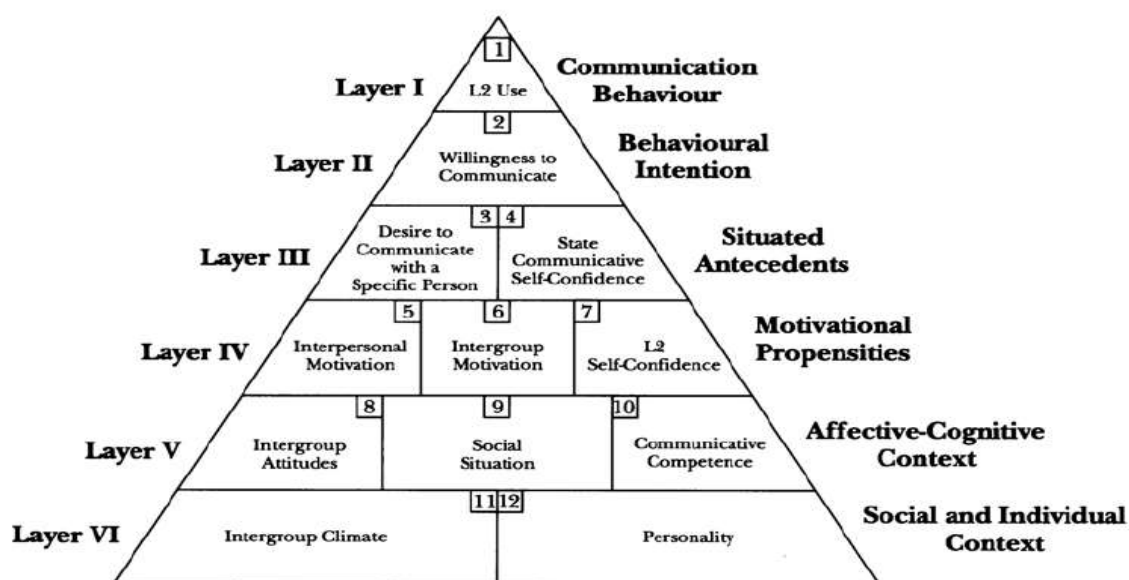 1
Layer I
L2 Use
Communication
Behaviour
2
Layer II
Willingness to
Communicate
Behavioural
Intention
3 4
Layer III
Desire to
Communicate
with a
Specific Person
State
Communicative
Self-Confidence
Situated
Antecedents
5 6 7
Layer IV
Interpersonal
Motivation
Intergroup
Motivation
L2
Self-Confidence
Motivational
Propensities
8 9 10
Layer V
Intergroup
Attitudes
Social
Situation
Communicative
Competence
Affective-Cognitive
Context
11 12
Layer VI
Intergroup Climate
Personality
Social and Individual
Context